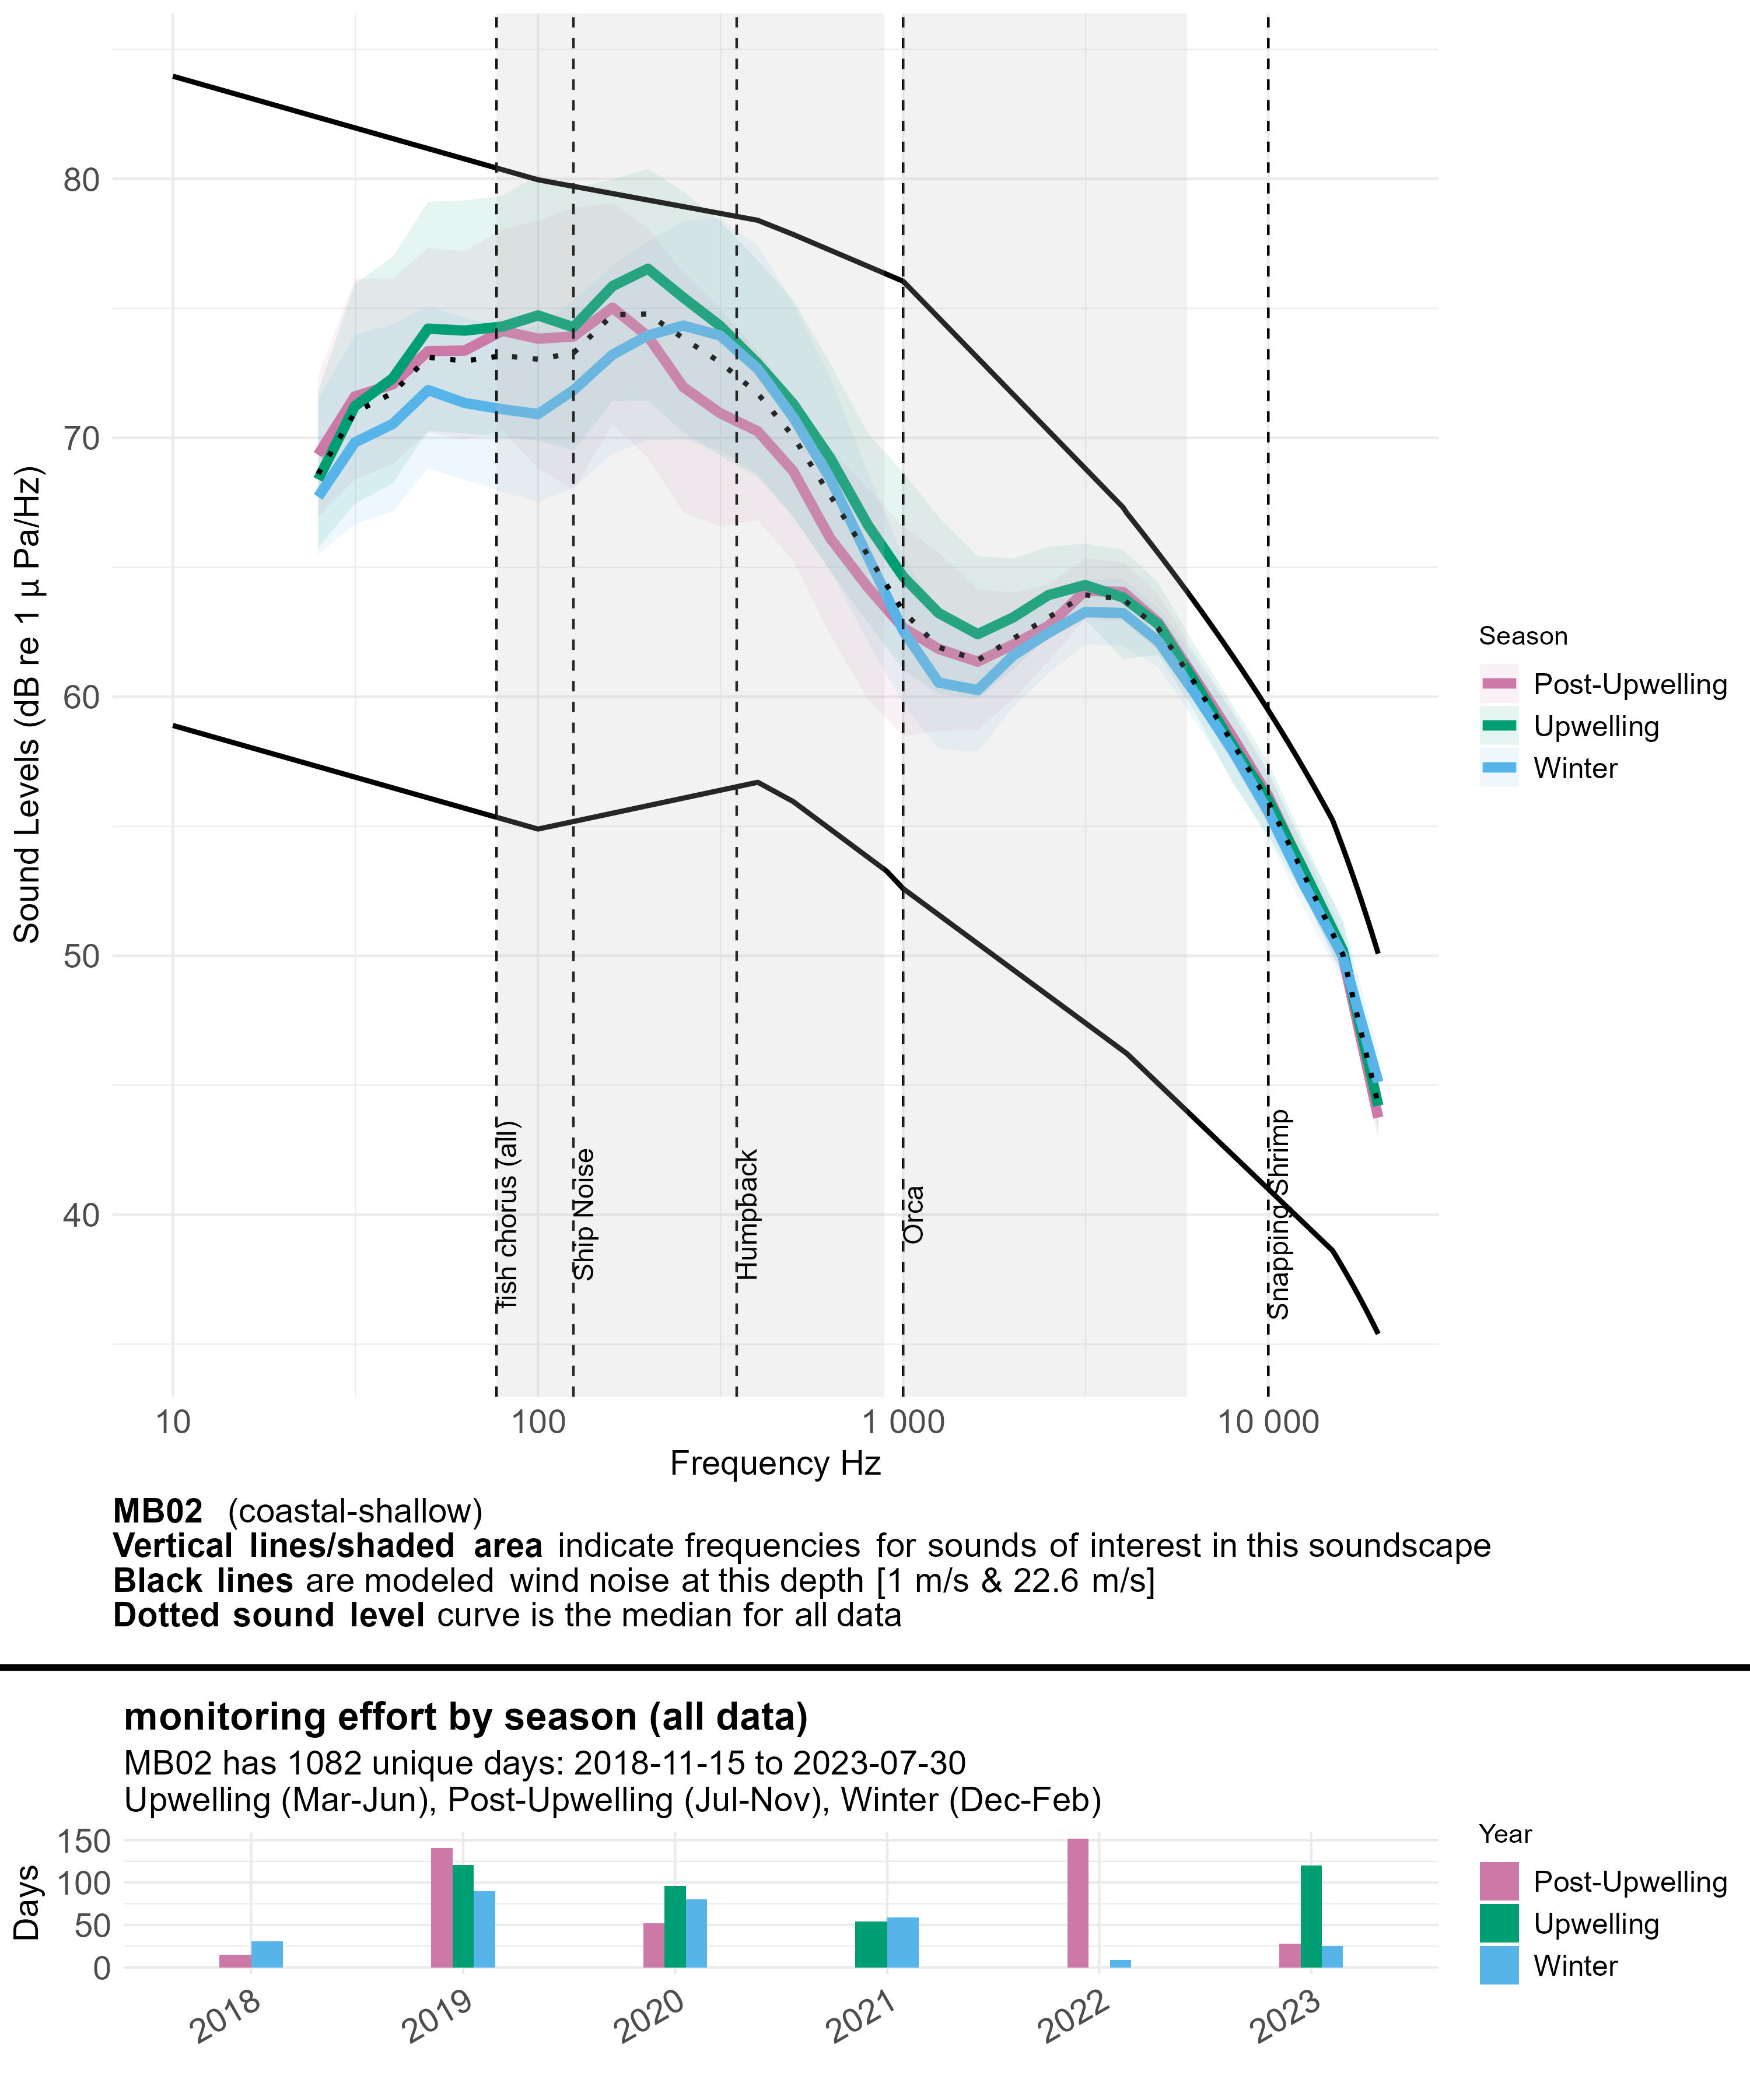 80
70
60
50
40
Sound Levels (dB re 1 µ Pa/Hz)
fish chorus (all)
Ship Noise
Humpback
Orca
Snapping Shrimp
10
100
1 000
10 000
Frequency Hz
Season
Post-Upwelling
Upwelling
Winter
MB02 (coastal-shallow)
Vertical lines/shaded area indicate frequencies for sounds of interest in this soundscape
Black lines are modeled wind noise at this depth [1 m/s & 22.6 m/s]
Dotted sound level curve is the median for all data
monitoring effort by season (all data)
MB02 has 1082 unique days: 2018-11-15 to 2023-07-30
Upwelling (Mar-Jun), Post-Upwelling (Jul-Nov), Winter (Dec-Feb)
150
100
50
0
Days
2018
2019
2020
2021
2022
2023
Year
Post-Upwelling
Upwelling
Winter